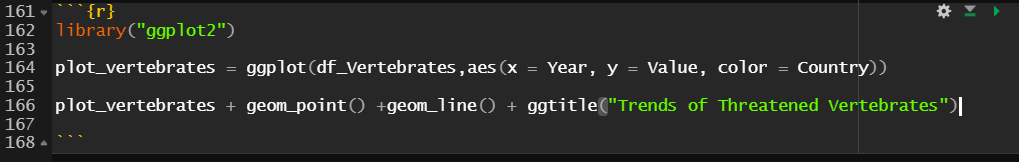 161 ```{r}
162 library("ggplot2")
163
164 plot_vertebrates = ggplot(df_Vertebrates,aes(x = Year, y = Value, color = Country))
165
166 plot_vertebrates + geom_point() +geom_line() + ggtitle("Trends of Threatened Vertebrates")
167
168 ```